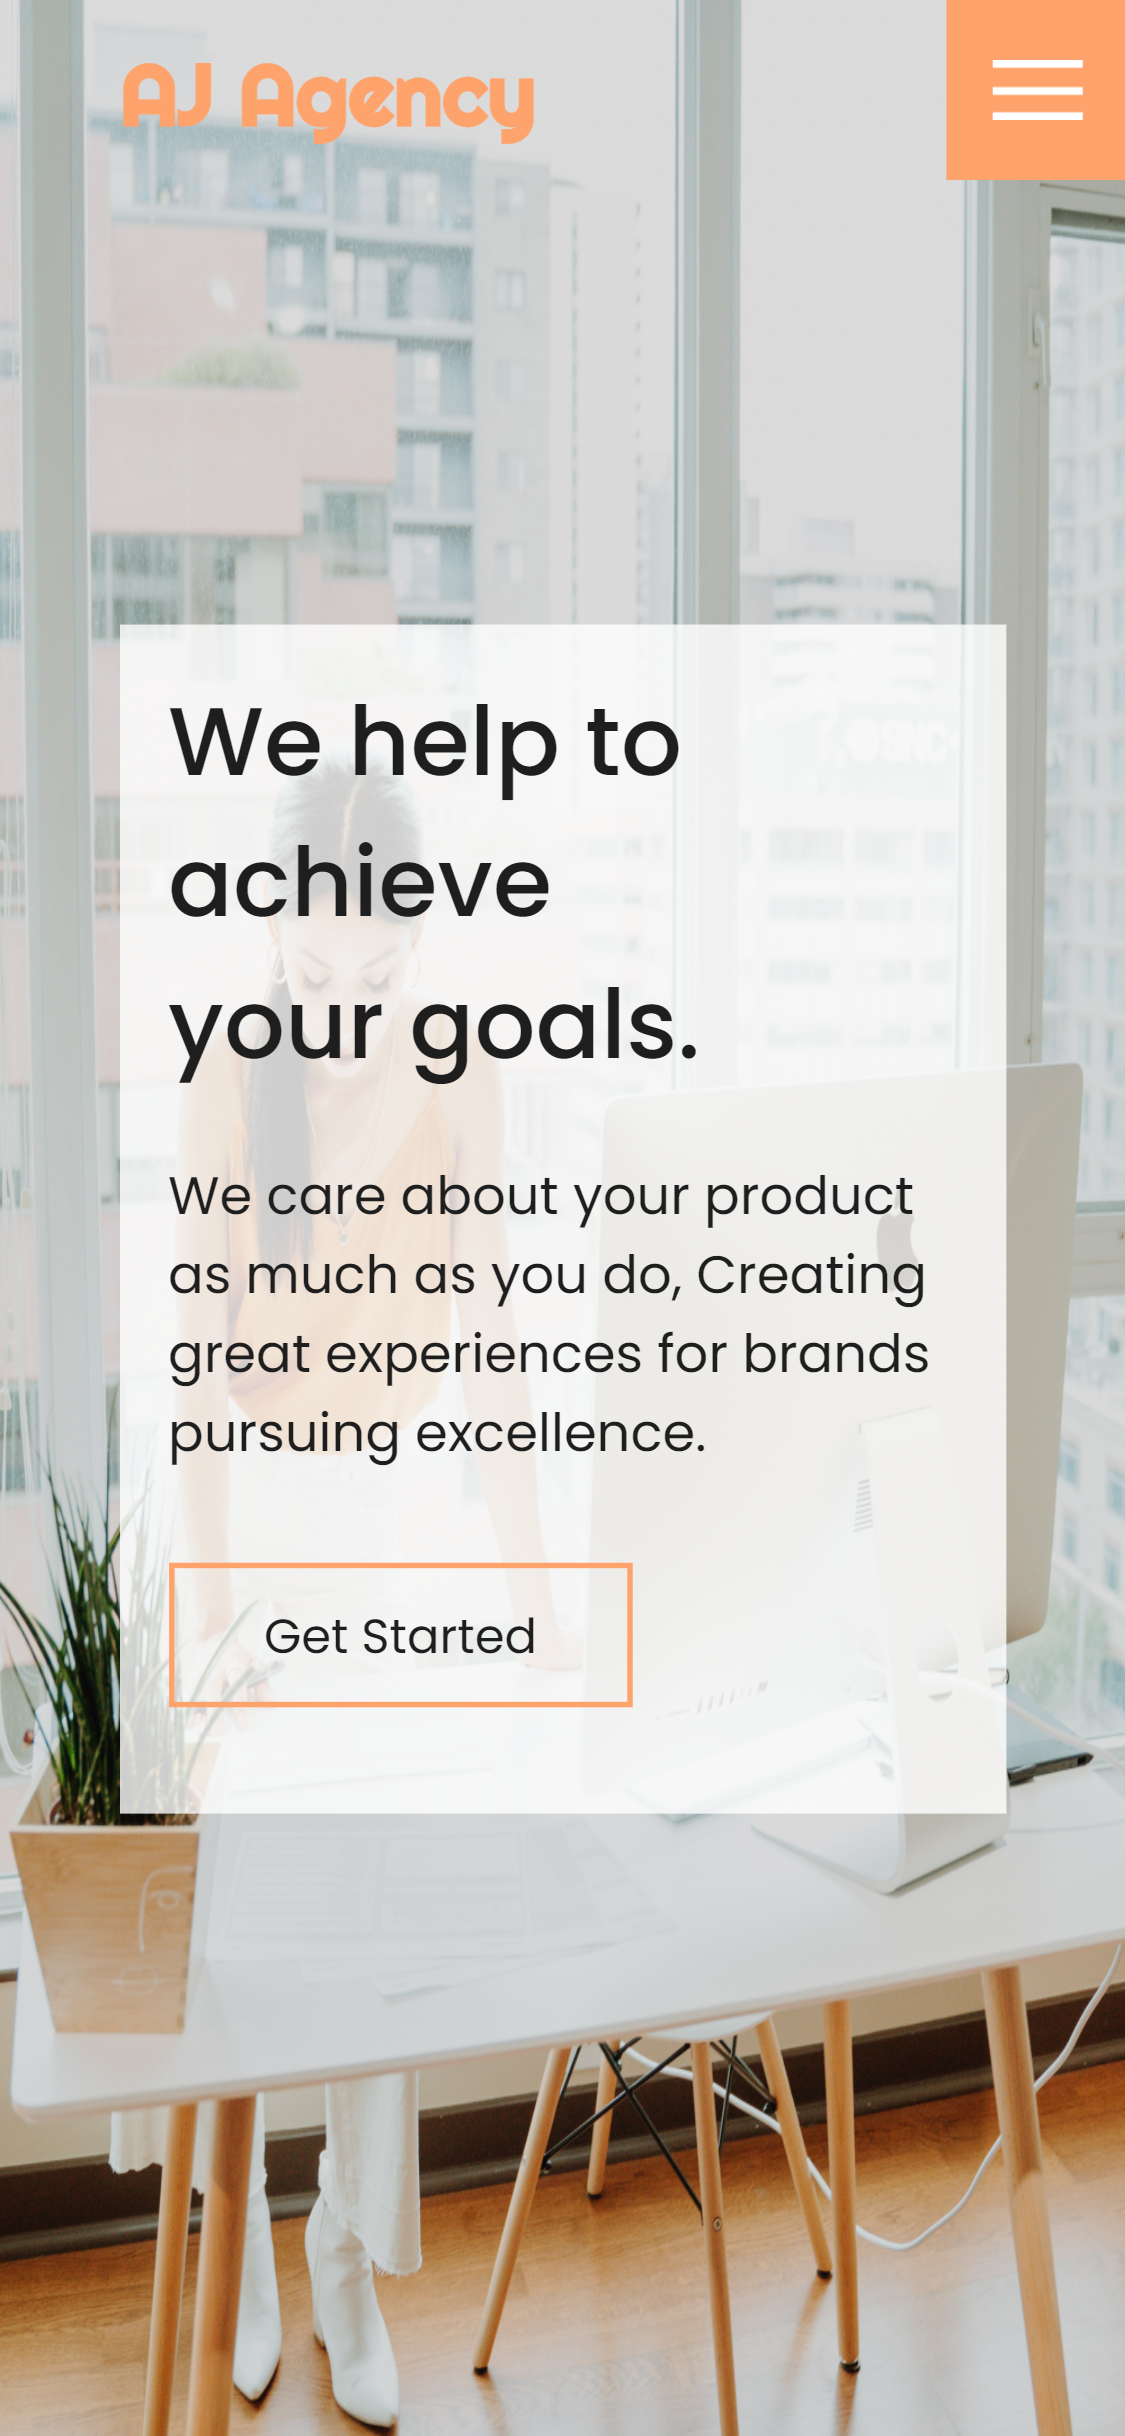 AJ Agency
We help to
achieve
your goals.
We care about your product
as much as you do, Creating
great experiences for brands
pursuing excellence.
Get Started